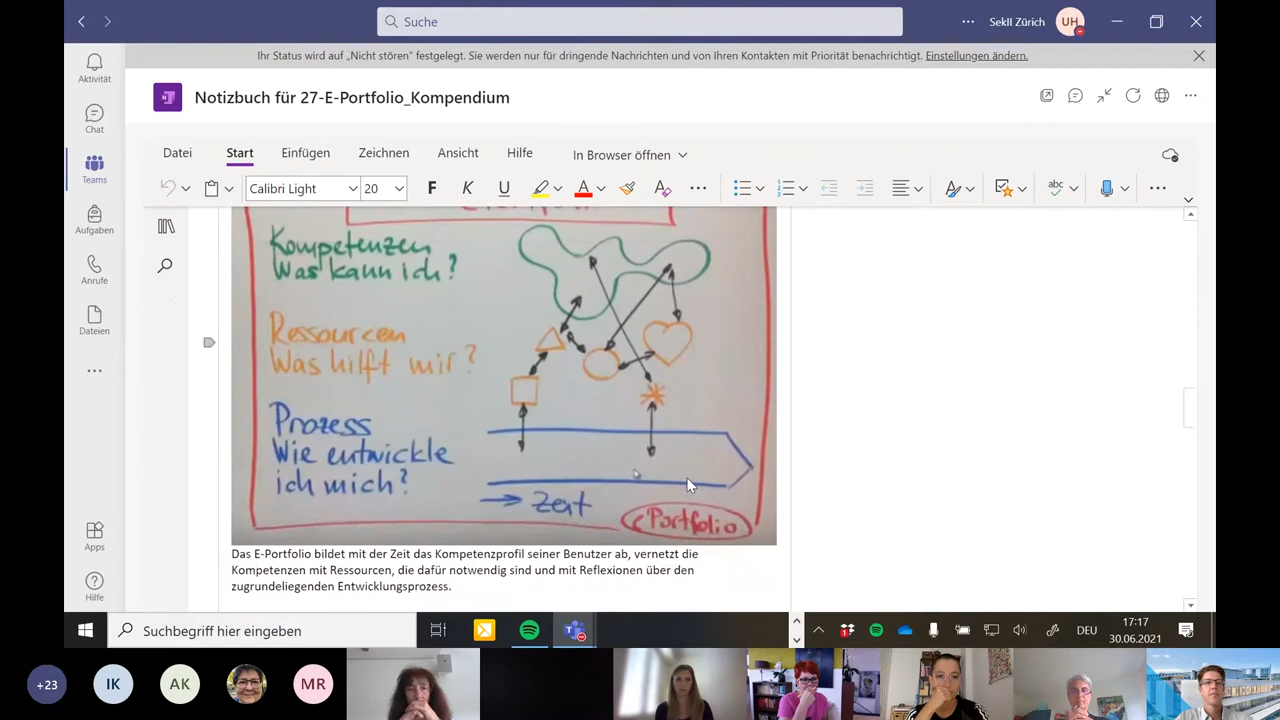 Suche
SekII Zürich
UH
Ihr Status wird auf „Nicht stören" festgelegt. Sie werden nur für dringende Nachrichten und von Ihren Kontakten mit Priorität benachrichtigt. Einstellungen ändern.
Aktivität
Chat
Teams
Aufgaben
Anrufe
Dateien
Apps
Hilfe
Notizbuch für 27-E-Portfolio_Kompendium
Datei Start Einfügen Zeichnen Ansicht Hilfe In Browser öffnen
Calibri Light 20 F K U A A abc
Kompetenzen
Was kann ich?
Ressourcen
Was hilft mir?
Prozess
Wie entwickle
ich mich?
Zeit
Portfolio
Das E-Portfolio bildet mit der Zeit das Kompetenzprofil seiner Benutzer ab, vernetzt die
Kompetenzen mit Ressourcen, die dafür notwendig sind und mit Reflexionen über den
zugrundeliegenden Entwicklungsprozess.
Suchbegriff hier eingeben
DEU
17:17
30.06.2021
+23 IK AK MR